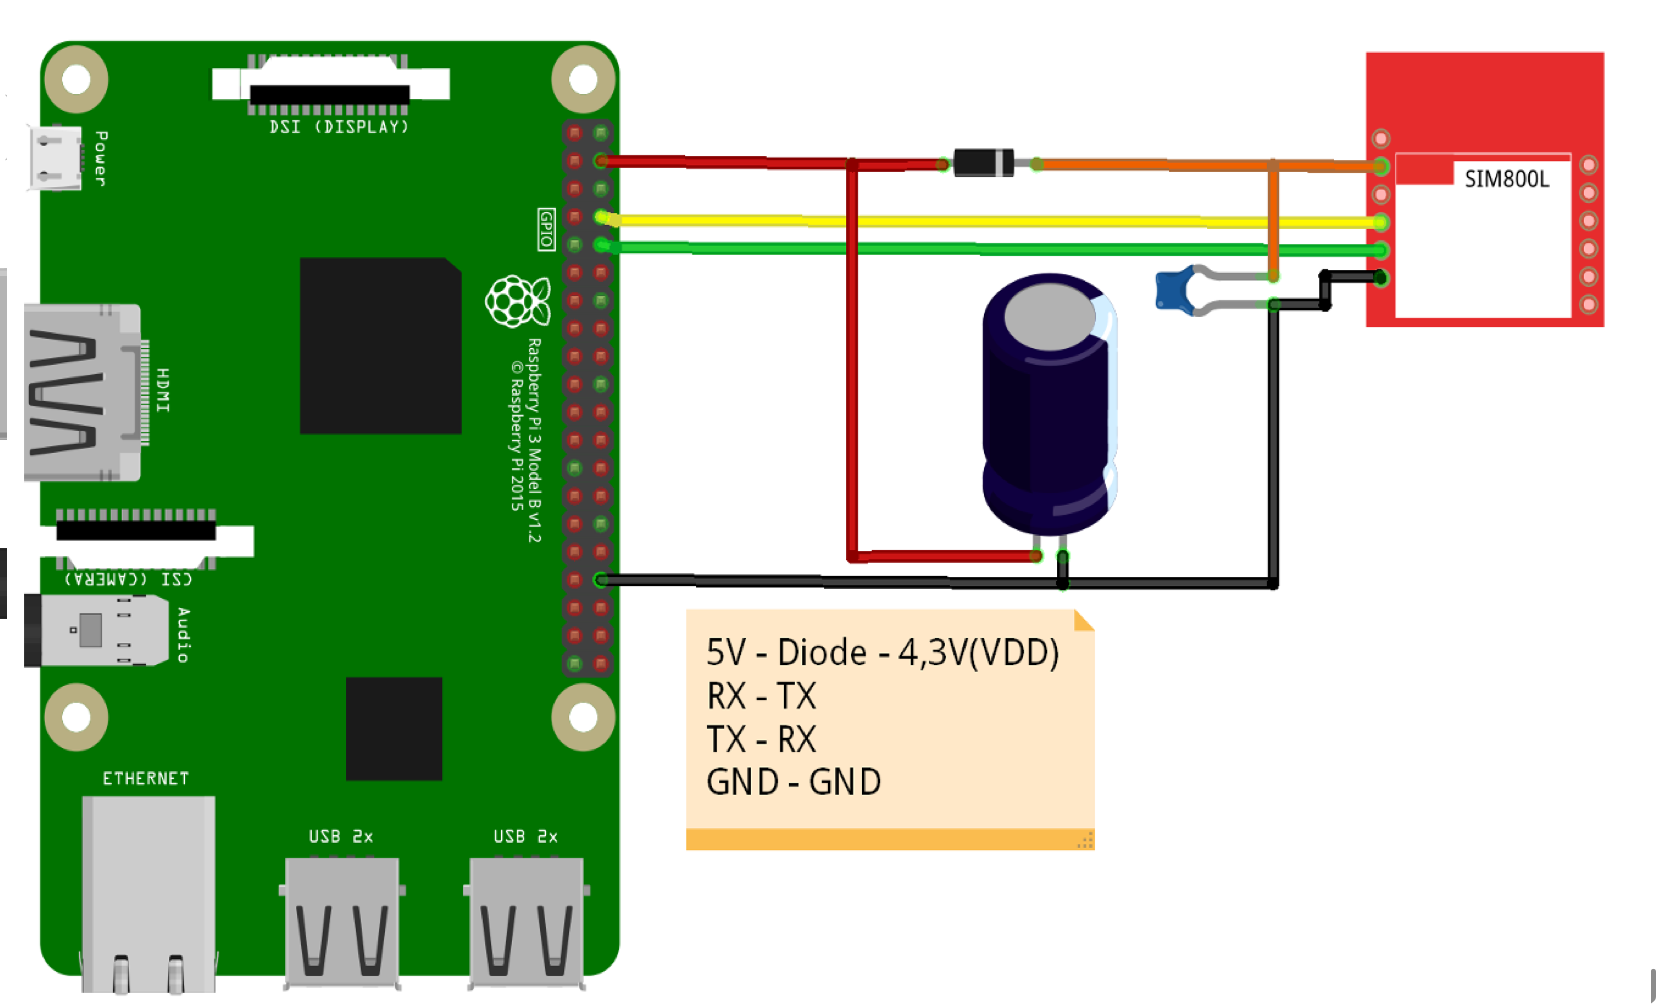 DSI (DISPLAY)
Power
GPIO
SIM800L
HDMI
Raspberry Pi 3 Model B v1.2
© Raspberry Pi 2015
CSI (CAMERA)
Audio
5V - Diode - 4,3V(VDD)
RX - TX
TX - RX
GND - GND
ETHERNET
USB 2x
USB 2x